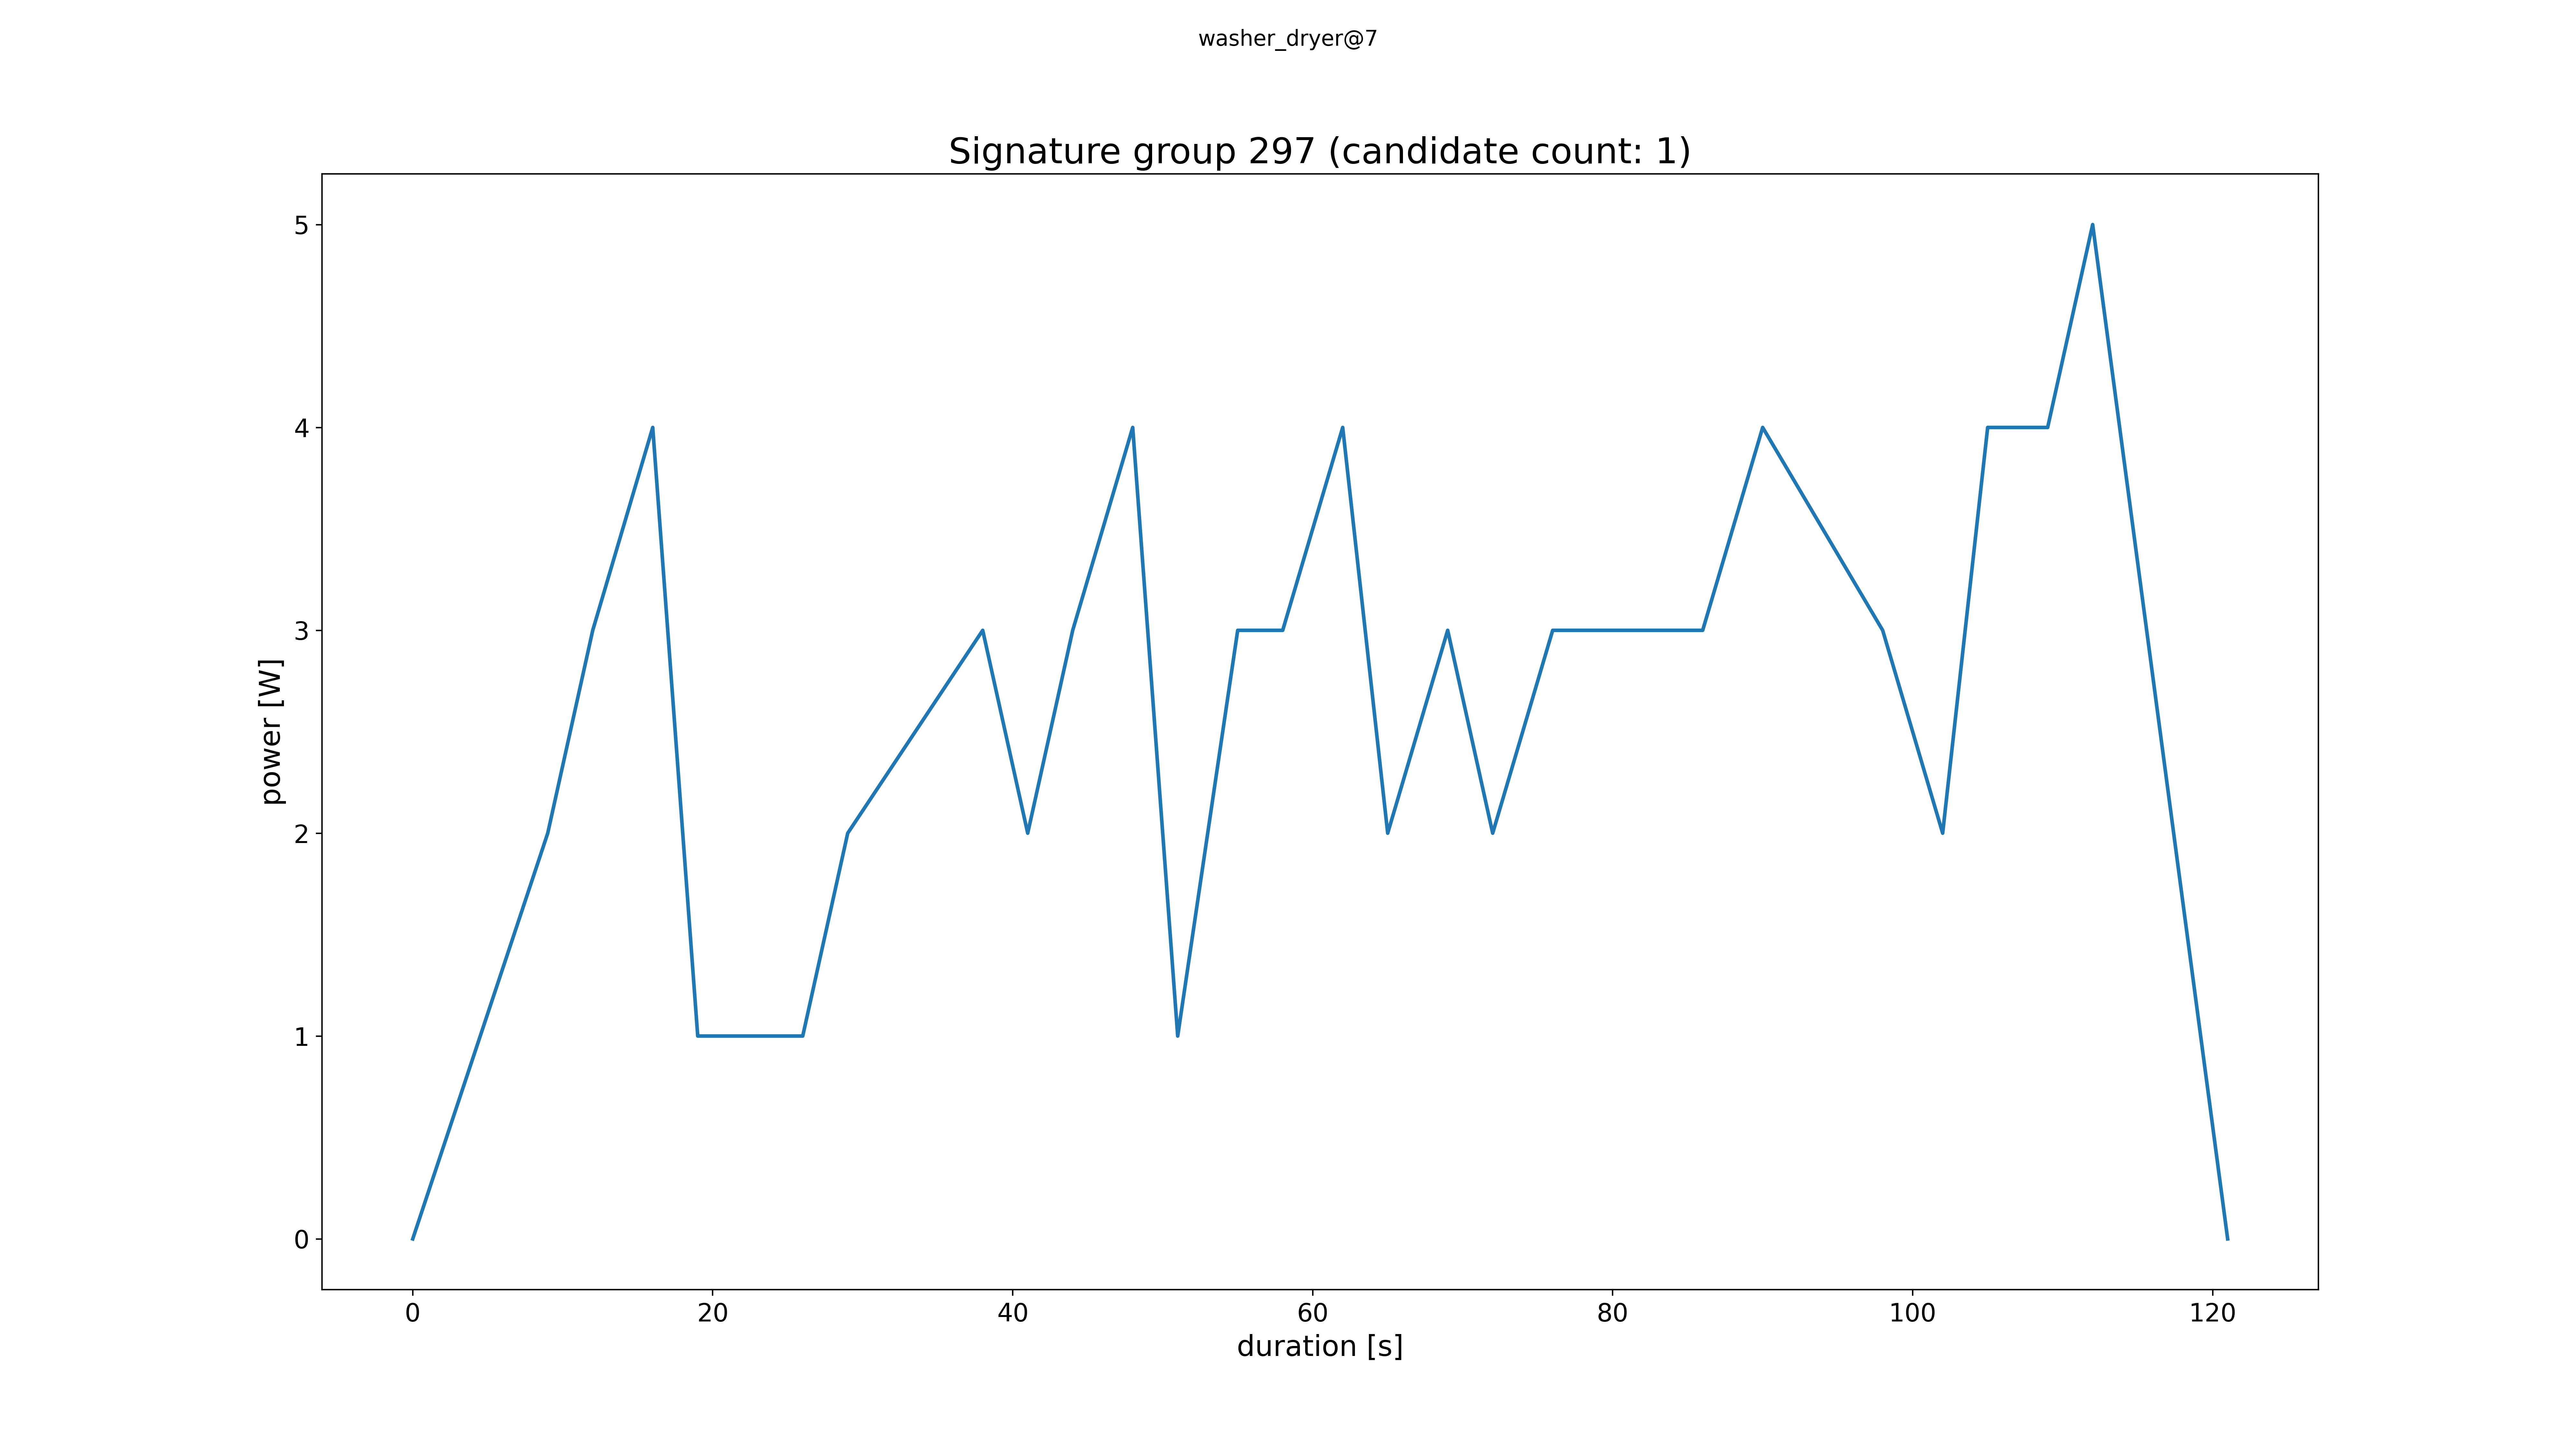 washer_dryer@7
Signature group 297 (candidate count: 1)
5
4
3
2
1
0
power [W]
0 20 40 60 80 100 120
duration [s]